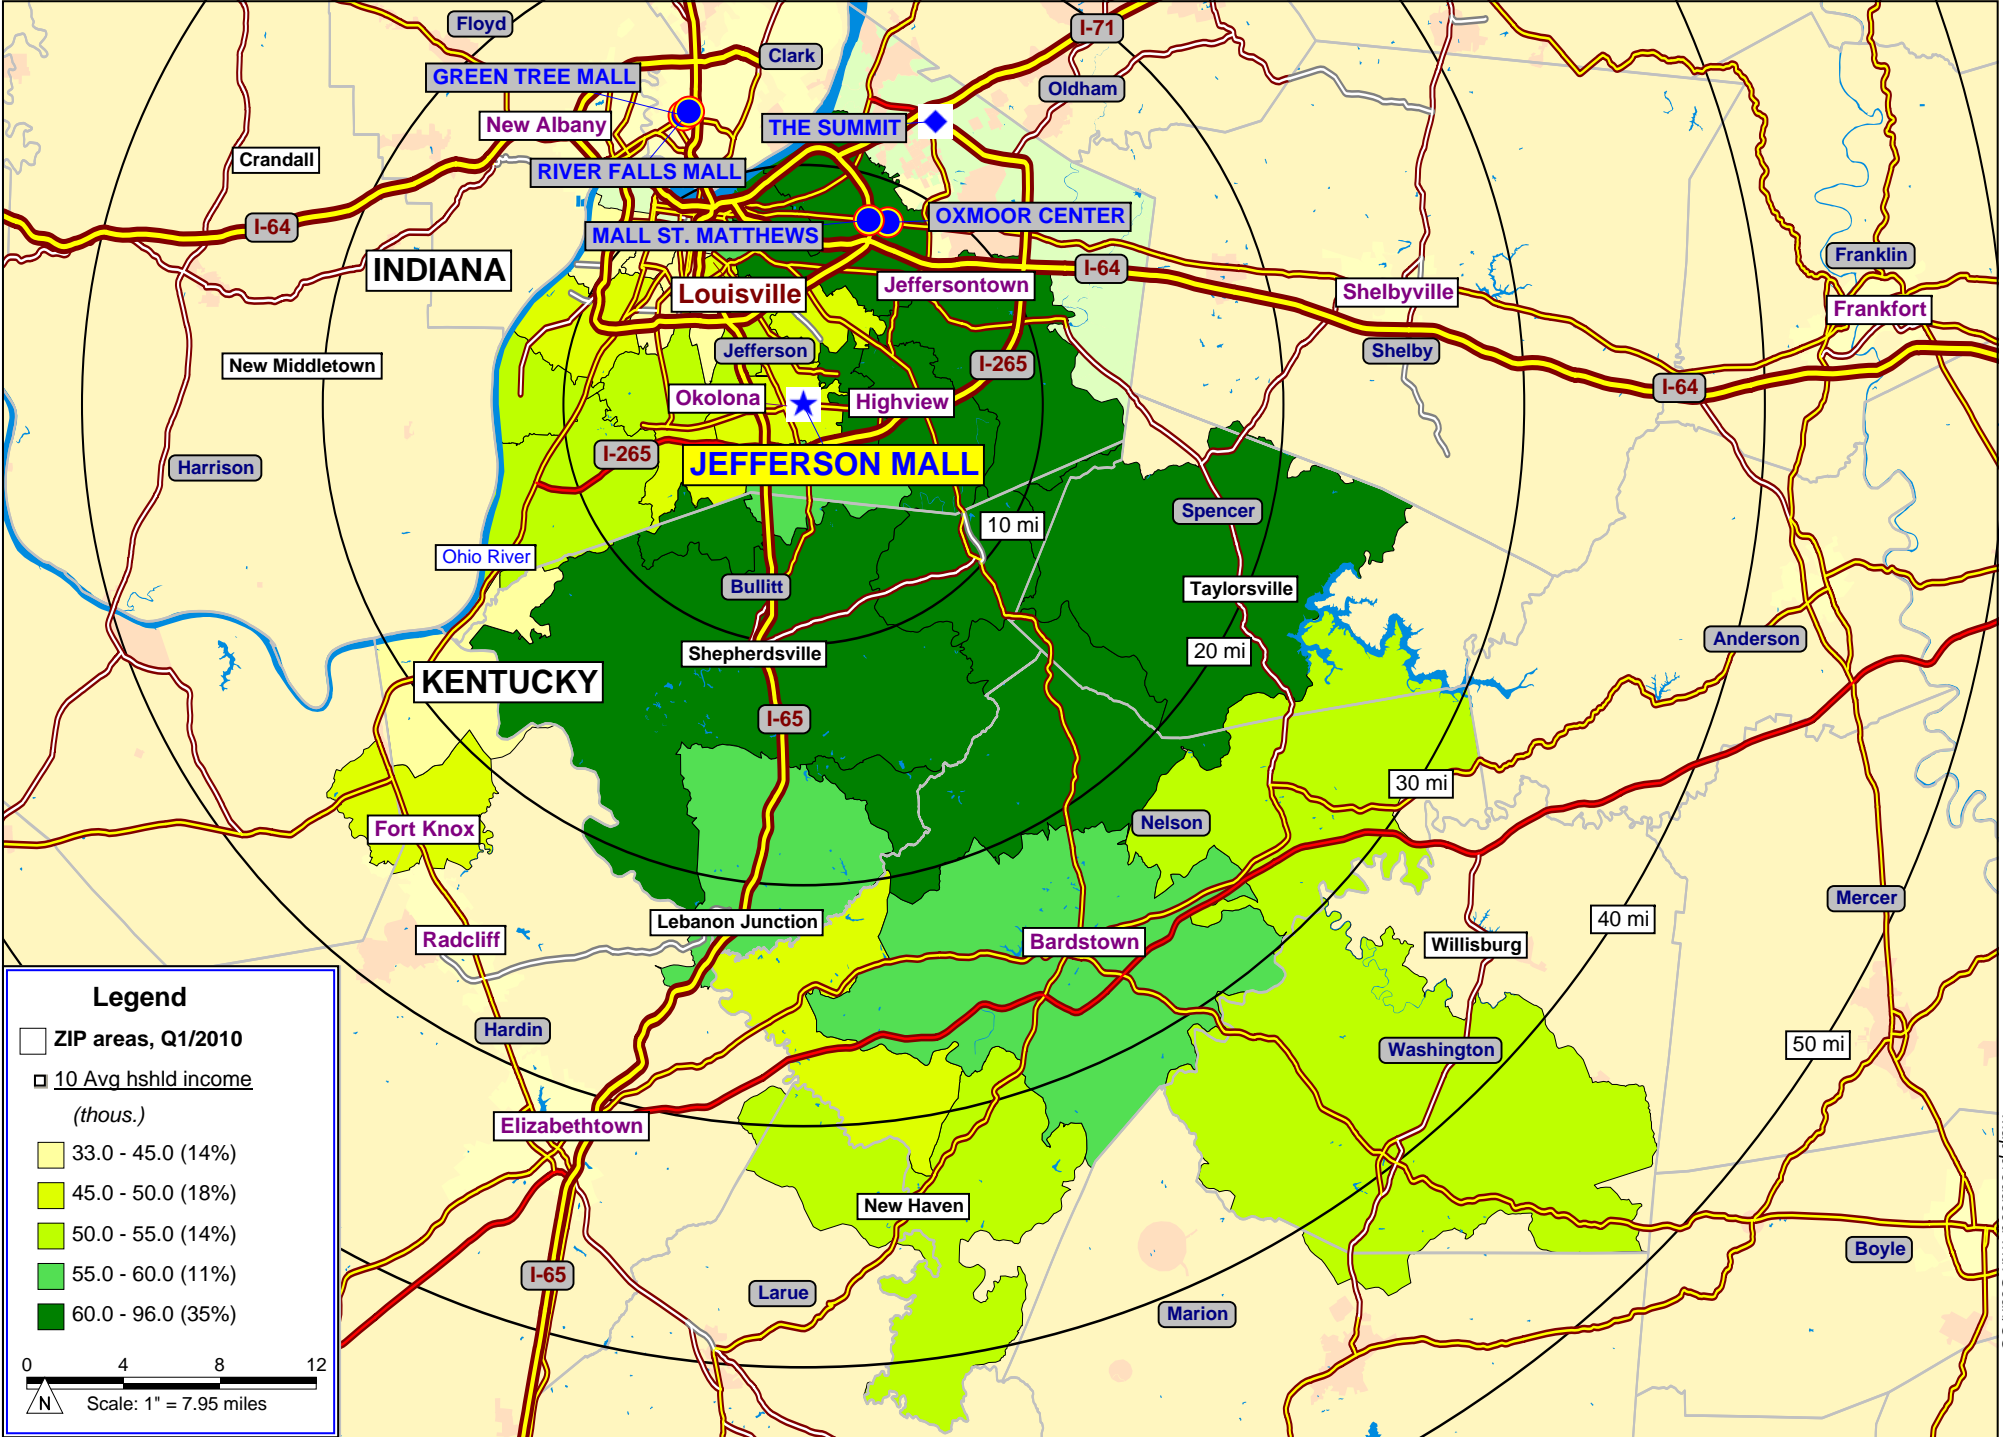 Floyd
I-71
Clark
GREEN TREE MALL
Oldham
New Albany
THE SUMMIT
Crandall
RIVER FALLS MALL
I-64
OXMOOR CENTER
MALL ST. MATTHEWS
INDIANA
Franklin
I-64
Jeffersontown
Louisville
Shelbyville
Frankfort
Jefferson
Shelby
New Middletown
I-265
I-64
Okolona
Highview
I-265
JEFFERSON MALL
Harrison
Spencer
10 mi
Ohio River
Bullitt
Taylorsville
Anderson
Shepherdsville
20 mi
KENTUCKY
I-65
30 mi
Nelson
Fort Knox
Mercer
Lebanon Junction
40 mi
Radcliff
Bardstown
Willisburg
Legend
ZIP areas, Q1/2010
Hardin
Washington
50 mi
10 Avg hshld income
(thous.)
Elizabethtown
33.0 - 45.0 (14%)
45.0 - 50.0 (18%)
New Haven
50.0 - 55.0 (14%)
Boyle
55.0 - 60.0 (11%)
I-65
Larue
60.0 - 96.0 (35%)
Marion
0 4 8 12
N
Scale: 1" = 7.95 miles